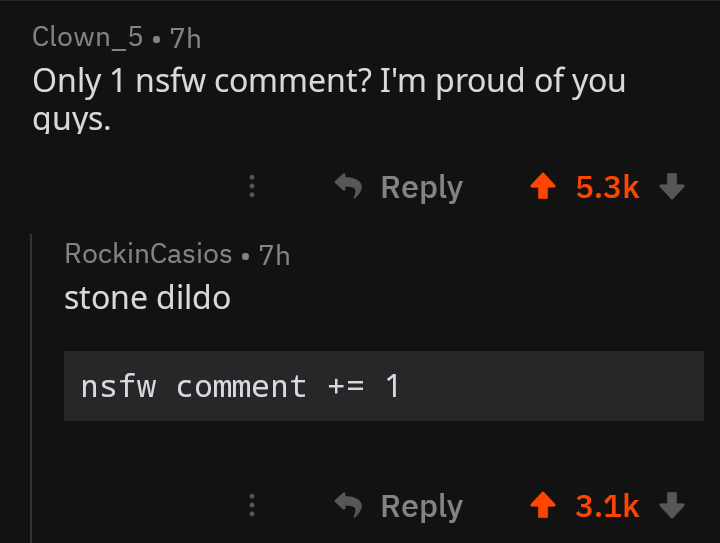 Clown_5 • 7h
Only 1 nsfw comment? I'm proud of you
guys.
Reply 5.3k
RockinCasios • 7h
stone dildo
nsfw comment += 1
Reply 3.1k